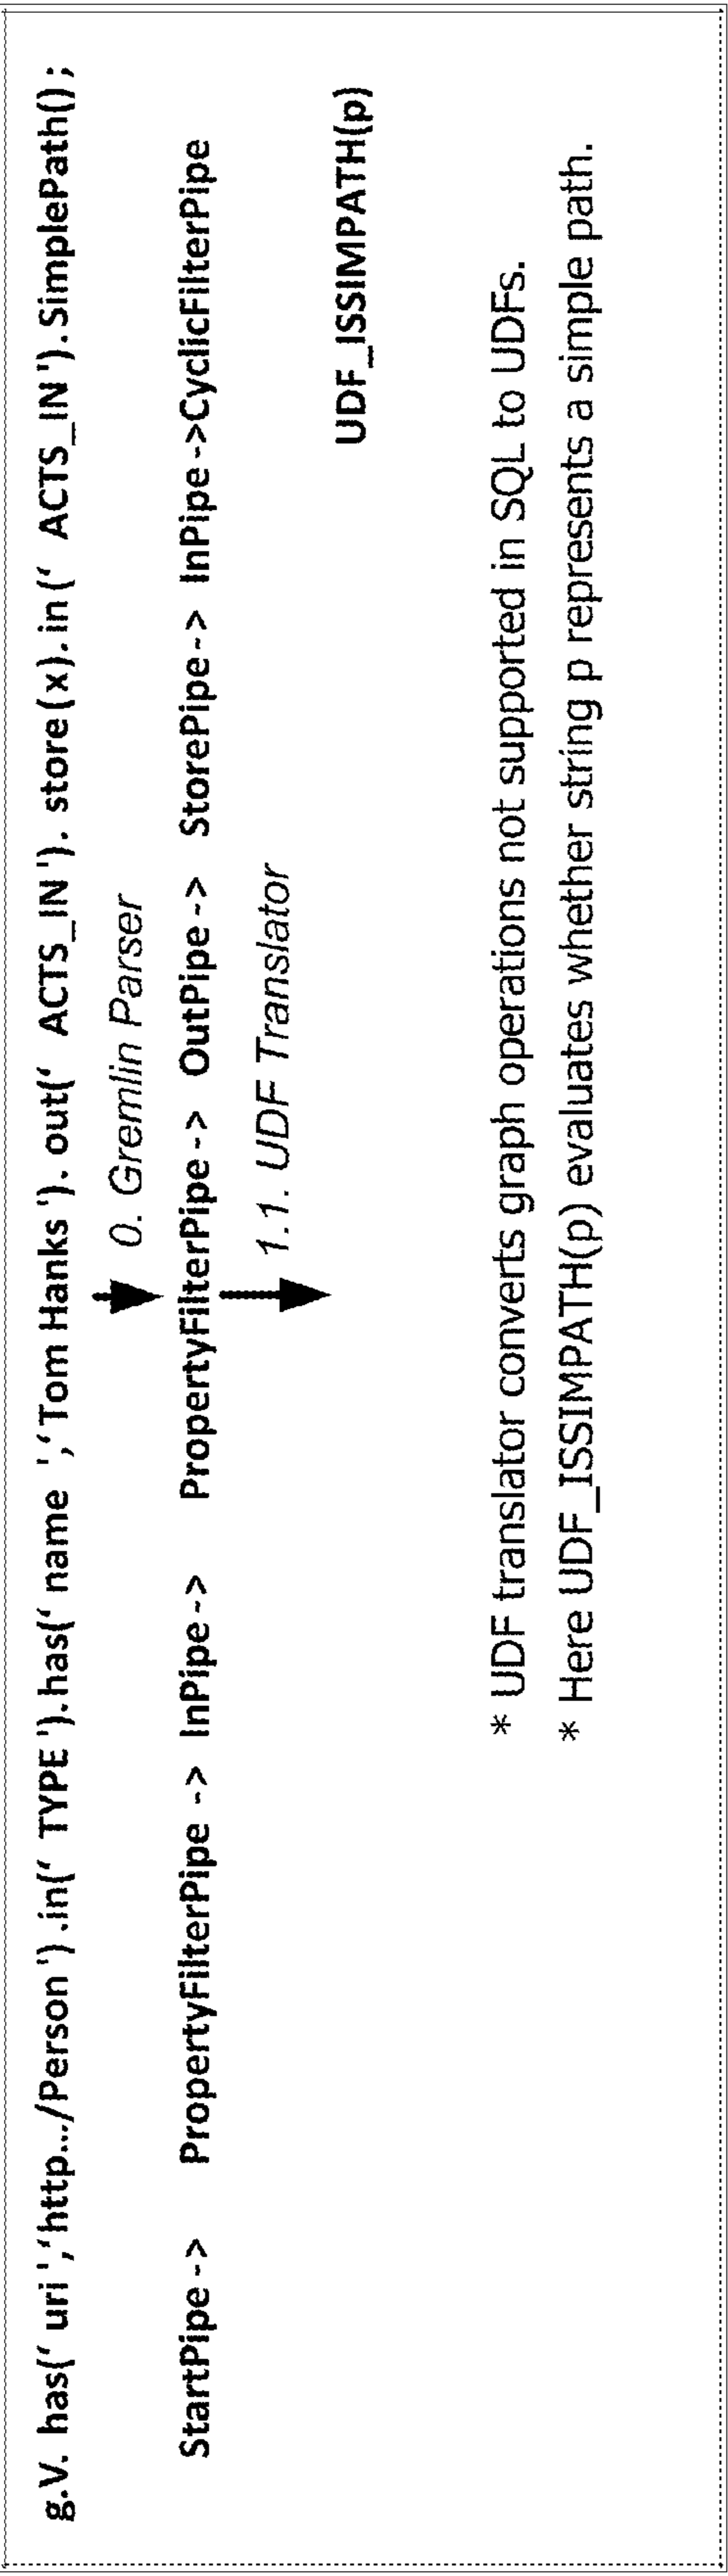 g.V. has(‘ uri ','http.../Person ') .in(‘ TYPE ').has(‘ name ',‘Tom Hanks '). out(‘ ACTS_IN '). store(x).in(‘ ACTS_IN ').SimplePath();
0. Gremlin Parser
StartPipe-> PropertyFilterPipe -> InPipe-> PropertyFilterPipe-> OutPipe-> StorePipe-> InPipe->CyclicFilterPipe
1.1. UDF Translator
UDF_ISSIMPATH(p)
* UDF translator converts graph operations not supported in SQL to UDFs.
* Here UDF_ISSIMPATH(p) evaluates whether string p represents a simple path.